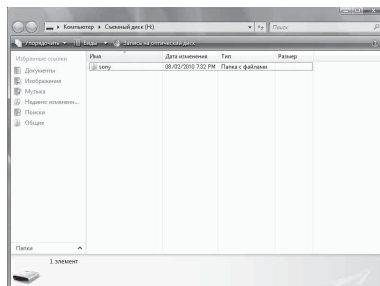 Компьютер ▸ Съемный диск (H:)
Поиск
Упорядочить
Виды
Запись на оптический диск
Избранные ссылки
Документы
Изображения
Музыка
Недавно изменен...
Поиски
Общие
Папки
Имя Дата изменения Тип Размер
sony 08/02/2010 7:32 PM Папка с файлами
1 элемент